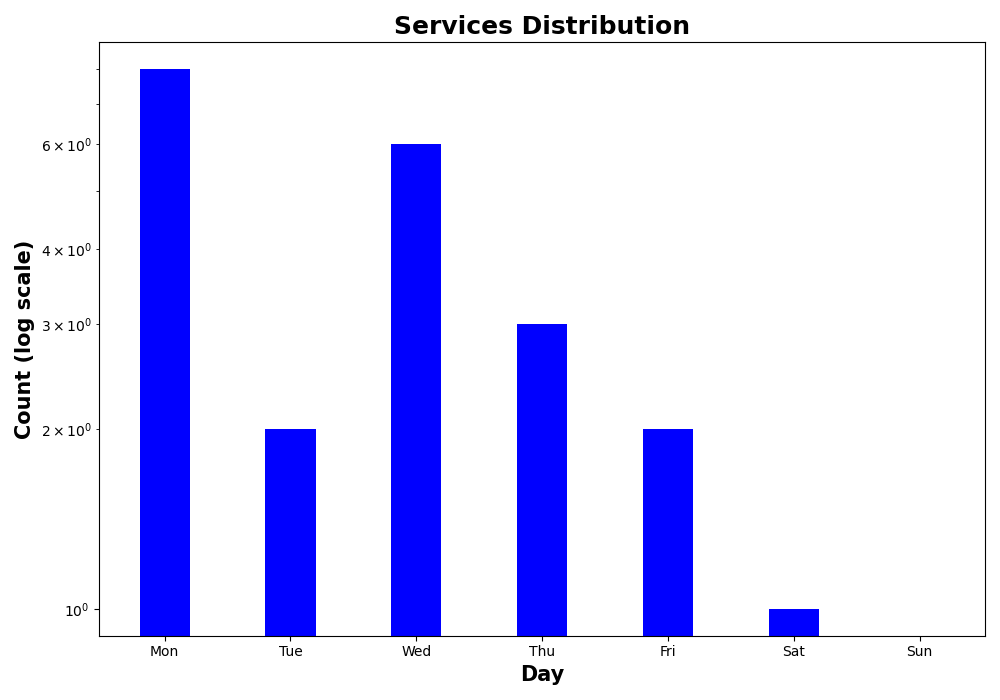 Services Distribution
Count (log scale)
6 × 10⁰
4 × 10⁰
3 × 10⁰
2 × 10⁰
10⁰
Mon Tue Wed Thu Fri Sat Sun
Day